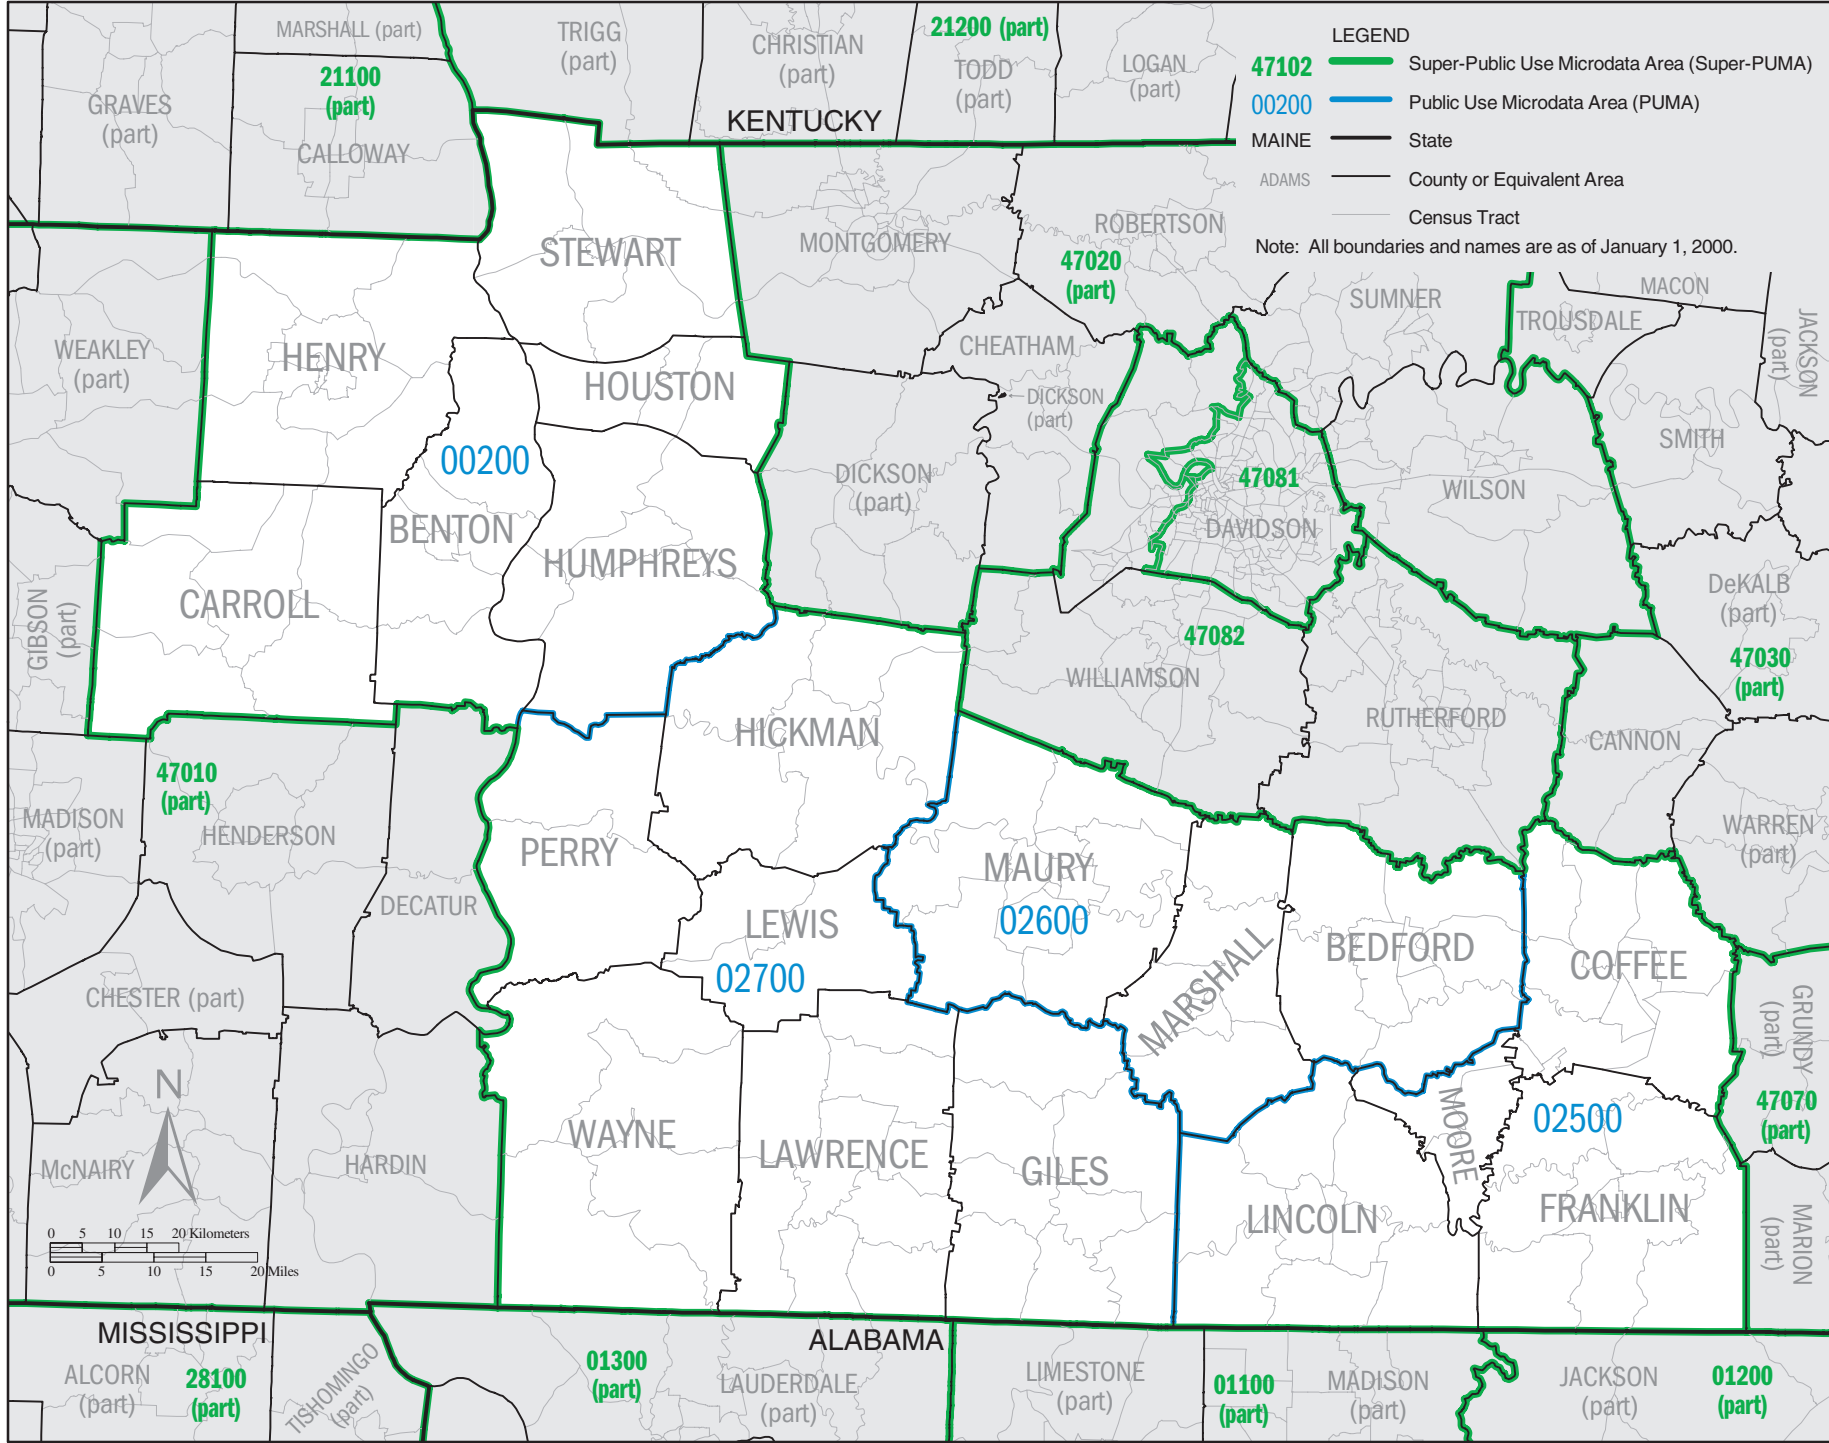 MARSHALL (part)
TRIGG
(part)
CHRISTIAN
(part)
21200 (part)
TODD
(part)
LOGAN
(part)
GRAVES
(part)
21100
(part)
CALLOWAY
KENTUCKY
LEGEND
47102 Super-Public Use Microdata Area (Super-PUMA)
00200 Public Use Microdata Area (PUMA)
MAINE State
ADAMS County or Equivalent Area
Census Tract
Note: All boundaries and names are as of January 1, 2000.
STEWART
MONTGOMERY
ROBERTSON
47020
(part)
SUMNER
MACON
TROUSDALE
JACKSON
(part)
WEAKLEY
(part)
HENRY
HOUSTON
CHEATHAM
DICKSON
(part)
SMITH
00200
DICKSON
(part)
47081
WILSON
BENTON
DAVIDSON
HUMPHREYS
CARROLL
GIBSON
(part)
DeKALB
(part)
47082
WILLIAMSON
47030
(part)
RUTHERFORD
CANNON
HICKMAN
47010
(part)
MADISON
(part)
HENDERSON
PERRY
MAURY
WARREN
(part)
DECATUR
LEWIS
02600
02700
MARSHALL
BEDFORD
COFFEE
CHESTER (part)
GRUNDY
(part)
N
MOORE
02500
47070
(part)
WAYNE
LAWRENCE
GILES
McNAIRY
HARDIN
LINCOLN
FRANKLIN
MARION
(part)
0 5 10 15 20 Kilometers
0 5 10 15 20 Miles
MISSISSIPPI
ALABAMA
ALCORN
(part)
28100
(part)
TISHOMINGO
(part)
01300
(part)
LAUDERDALE
(part)
LIMESTONE
(part)
01100
(part)
MADISON
(part)
JACKSON
(part)
01200
(part)